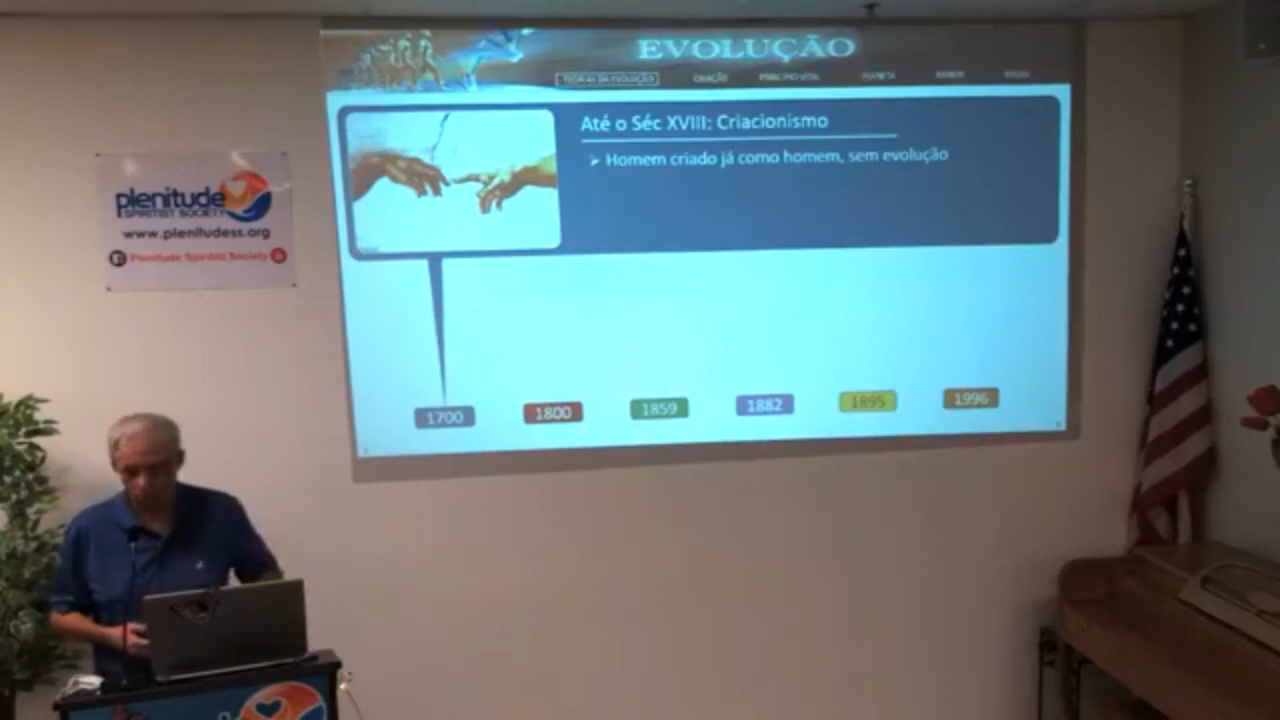 EVOLUÇÃO
TEORIAS DA EVOLUÇÃO CRIAÇÃO PRINCÍPIO VITAL PLANETA
Até o Séc XVIII: Criacionismo
➢ Homem criado já como homem, sem evolução
1700 1800 1859 1882 1895 1996
plenitude
SPIRITIST SOCIETY
www.plenitudess.org
Plenitude Spiritist Society